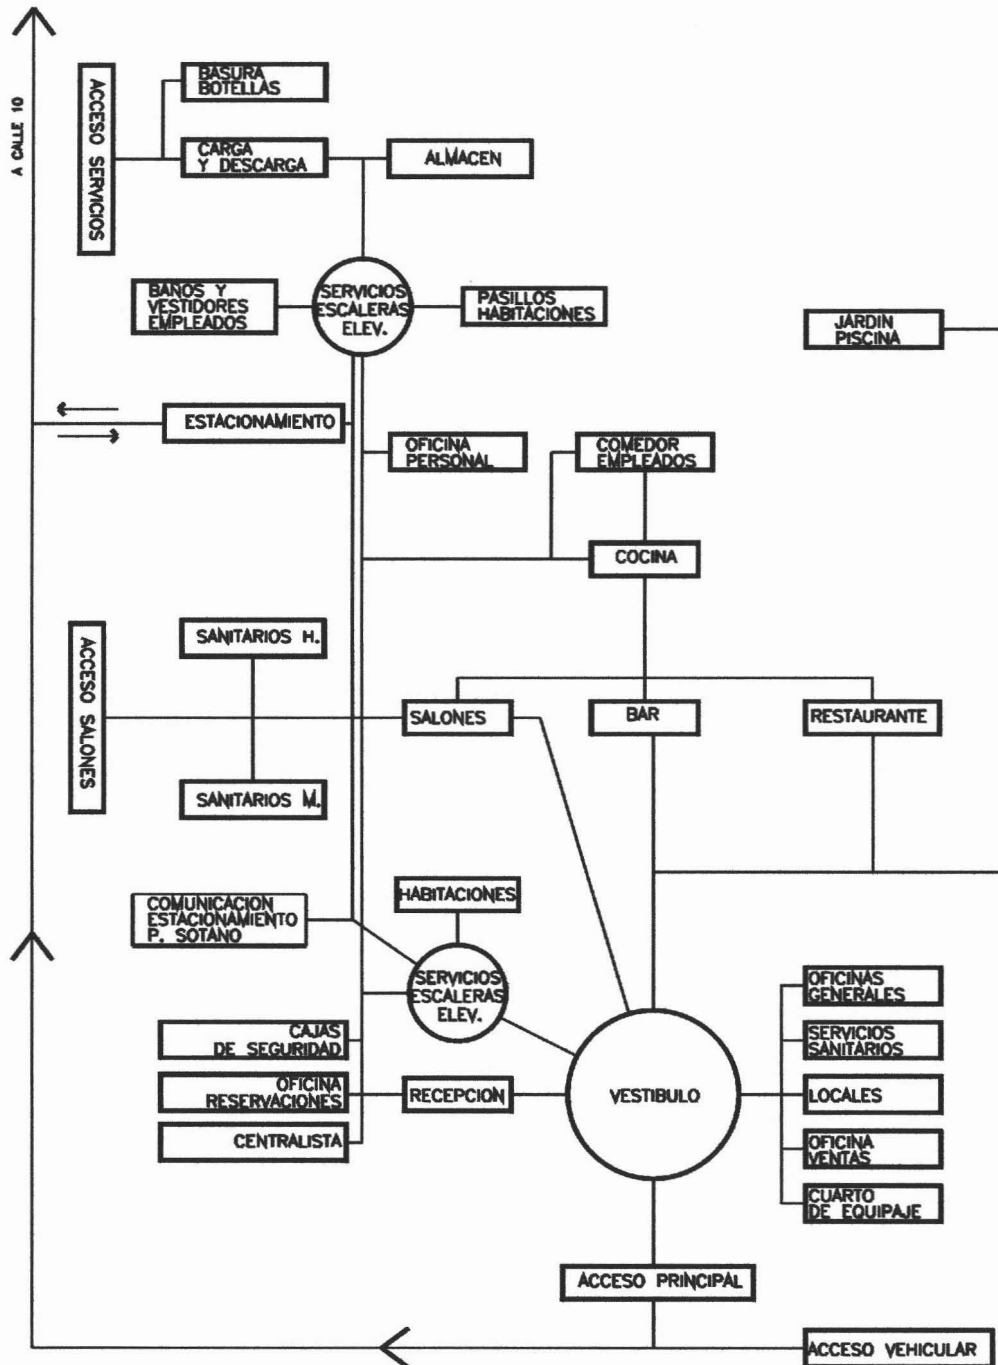 A CALLE 10
ACCESO SERVICIOS
BASURA
BOTELLAS
CARGA
Y DESCARGA
ALMACEN
BAÑOS Y
VESTIDORES
EMPLEADOS
SERVICIOS
ESCALERAS
ELEV.
PASILLOS
HABITACIONES
JARDIN
PISCINA
ESTACIONAMIENTO
OFICINA
PERSONAL
COMEDOR
EMPLEADOS
COCINA
ACCESO SALONES
SANITARIOS H.
SALONES
BAR
RESTAURANTE
SANITARIOS M.
COMUNICACION
ESTACIONAMIENTO
P. SOTANO
HABITACIONES
SERVICIOS
ESCALERAS
ELEV.
OFICINAS
GENERALES
CAJAS
DE SEGURIDAD
SERVICIOS
SANITARIOS
OFICINA
RESERVACIONES
RECEPCION
VESTIBULO
LOCALES
CENTRALISTA
OFICINA
VENTAS
CUARTO
DE EQUIPAJE
ACCESO PRINCIPAL
ACCESO VEHICULAR